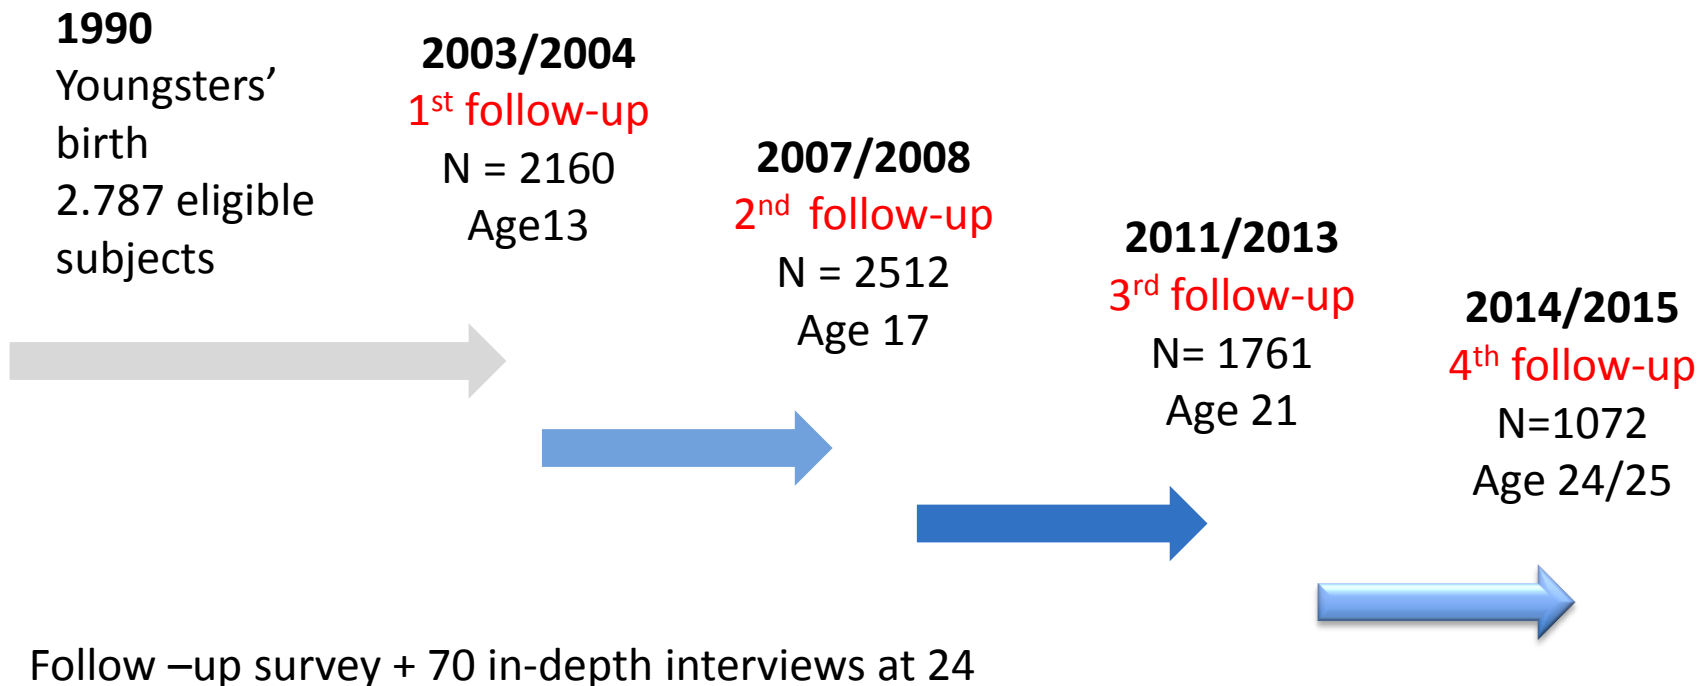 1990
Youngsters’
birth
2.787 eligible
subjects
2003/2004
1st follow-up
N = 2160
Age13
2007/2008
2nd follow-up
N = 2512
Age 17
2011/2013
3rd follow-up
N= 1761
Age 21
2014/2015
4th follow-up
N=1072
Age 24/25
Follow –up survey + 70 in-depth interviews at 24